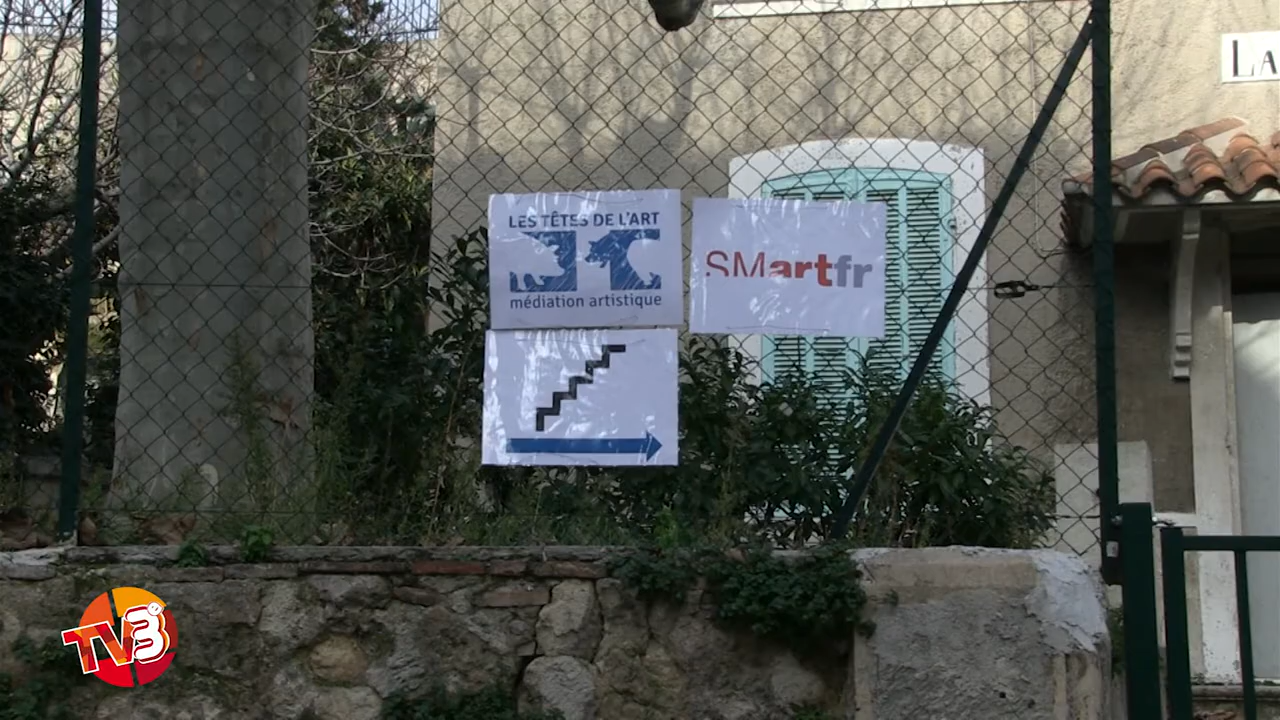 LA
LES TÊTES DE L'ART
médiation artistique
SMartfr
TV3